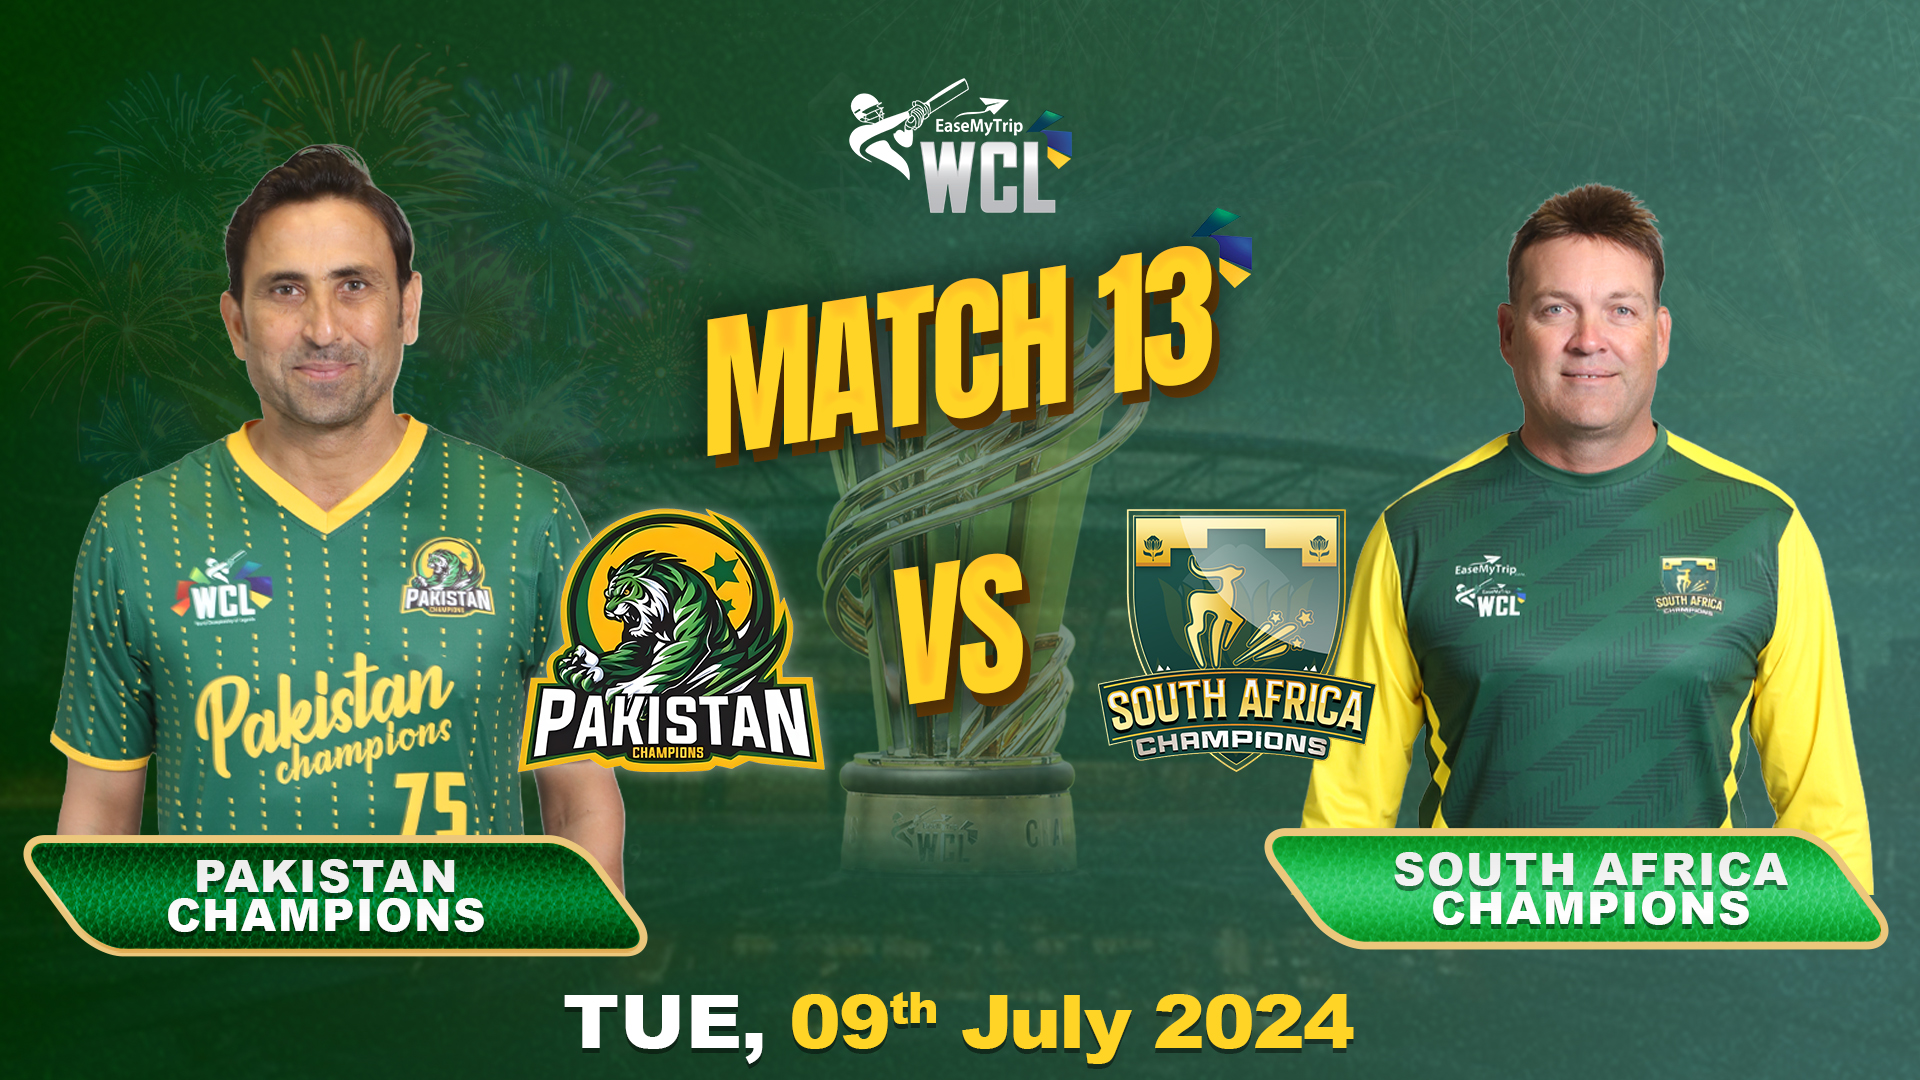 EaseMyTrip
WCL
MATCH 13
VS
WCL
PAKISTAN
CHAMPIONS
Pakistan
champions
75
PAKISTAN
CHAMPIONS
SOUTH AFRICA
CHAMPIONS
EaseMyTrip
WCL
SOUTH AFRICA
CHAMPIONS
WCL
PAKISTAN
CHAMPIONS
SOUTH AFRICA
CHAMPIONS
TUE, 09th July 2024